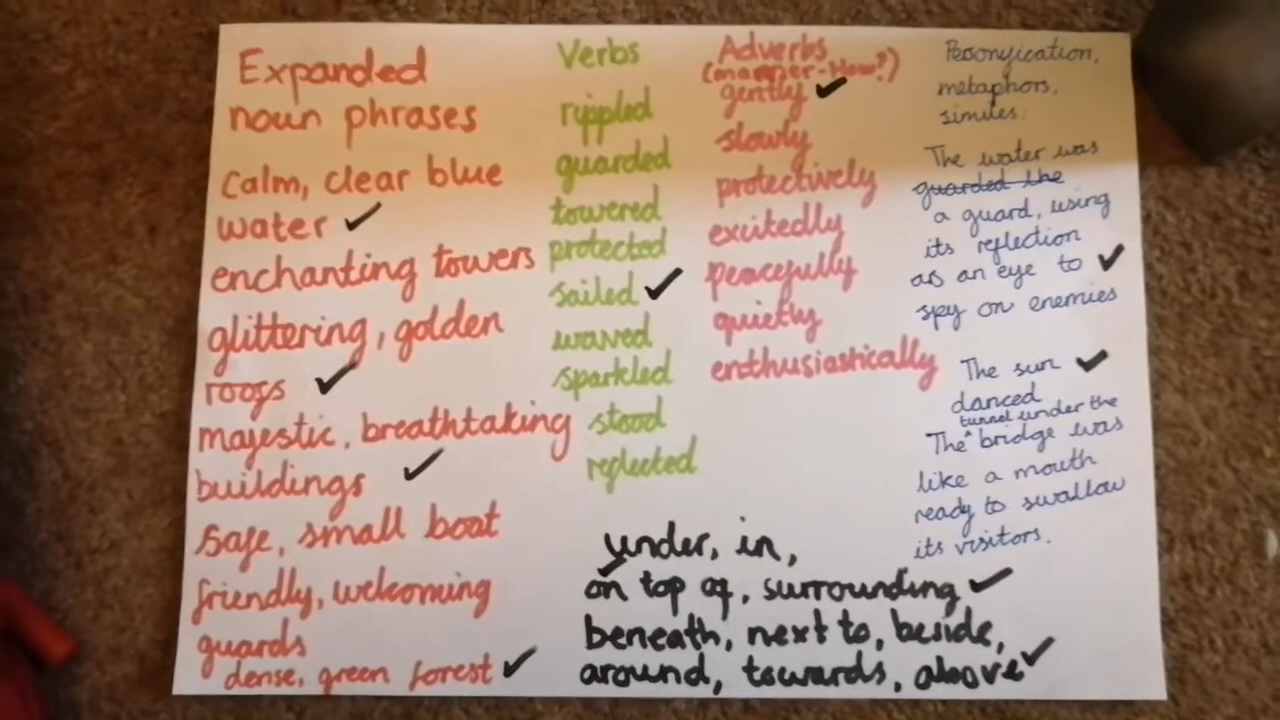 Expanded
noun phrases
calm, clear blue
water ✓
enchanting towers
glittering, golden
roofs ✓
majestic, breathtaking
buildings ✓
safe, small boat
friendly, welcoming
guards
dense, green forest ✓
Verbs
rippled
guarded
towered
protected
sailed ✓
waved
sparkled
stood
reflected
Adverbs
(manner-How?)
gently ✓
slowly
protectively
excitedly
peacefully
quietly
enthusiastically
Personification,
metaphors,
similes:
The water was
guarded the
a guard, using
its reflection
as an eye to ✓
spy on enemies
The sun ✓
danced
tunnel under the
The ^ bridge was
like a mouth
ready to swallow
its visitors.
under, in,
✓ on top of, surrounding ✓
beneath, next to, beside,
around, towards, above ✓